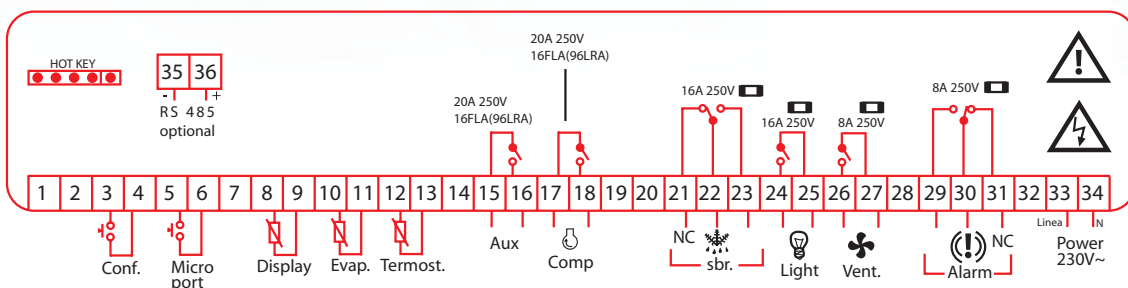 HOT KEY
35 36
- +
RS 485
optional
20A 250V
16FLA(96LRA)
20A 250V
16FLA(96LRA)
16A 250V
16A 250V
8A 250V
8A 250V
1 2 3 4 5 6 7 8 9 10 11 12 13 14 15 16 17 18 19 20 21 22 23 24 25 26 27 28 29 30 31 32 33 34
Conf.
Micro
port
Display
Evap.
Termost.
Aux
Comp
NC
sbr.
Light
Vent.
NC
Alarm
Linea N
Power
230V~